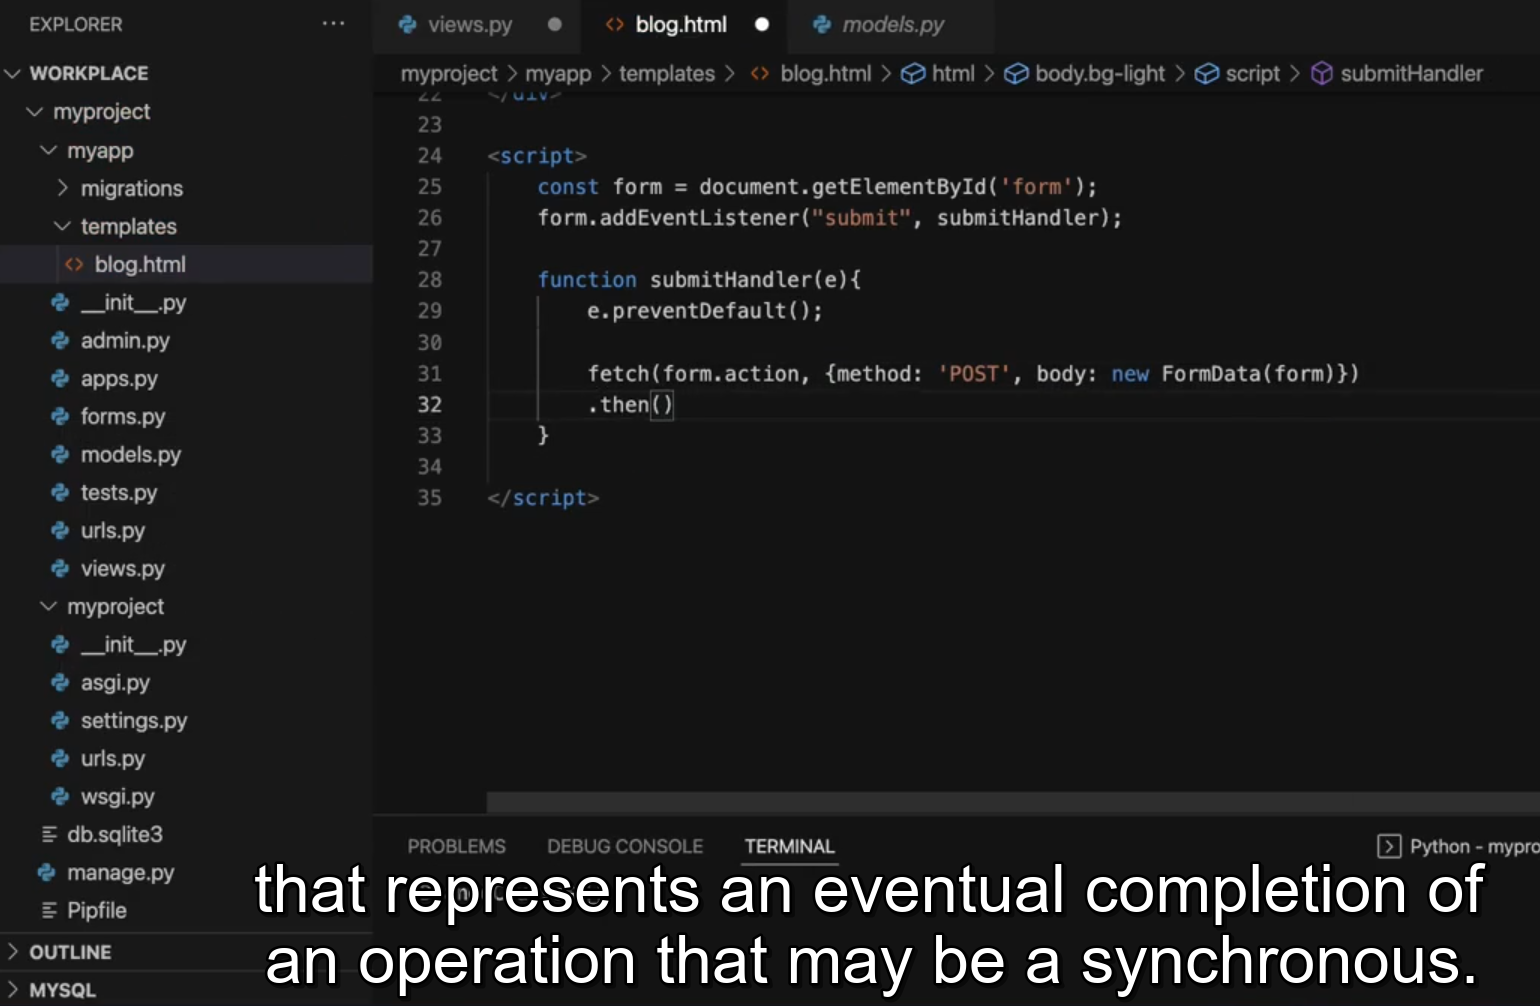 EXPLORER
WORKPLACE
myproject
myapp
migrations
templates
blog.html
__init__.py
admin.py
apps.py
forms.py
models.py
tests.py
urls.py
views.py
myproject
__init__.py
asgi.py
settings.py
urls.py
wsgi.py
db.sqlite3
manage.py
Pipfile
OUTLINE
MYSQL
views.py blog.html models.py
myproject > myapp > templates > blog.html > html > body.bg-light > script > submitHandler
22 </div>
23
24 <script>
25 const form = document.getElementById('form');
26 form.addEventListener("submit", submitHandler);
27
28 function submitHandler(e){
29 e.preventDefault();
30
31 fetch(form.action, {method: 'POST', body: new FormData(form)})
32 .then()
33 }
34
35 </script>
PROBLEMS DEBUG CONSOLE TERMINAL Python - mypro
that represents an eventual completion of
an operation that may be a synchronous.